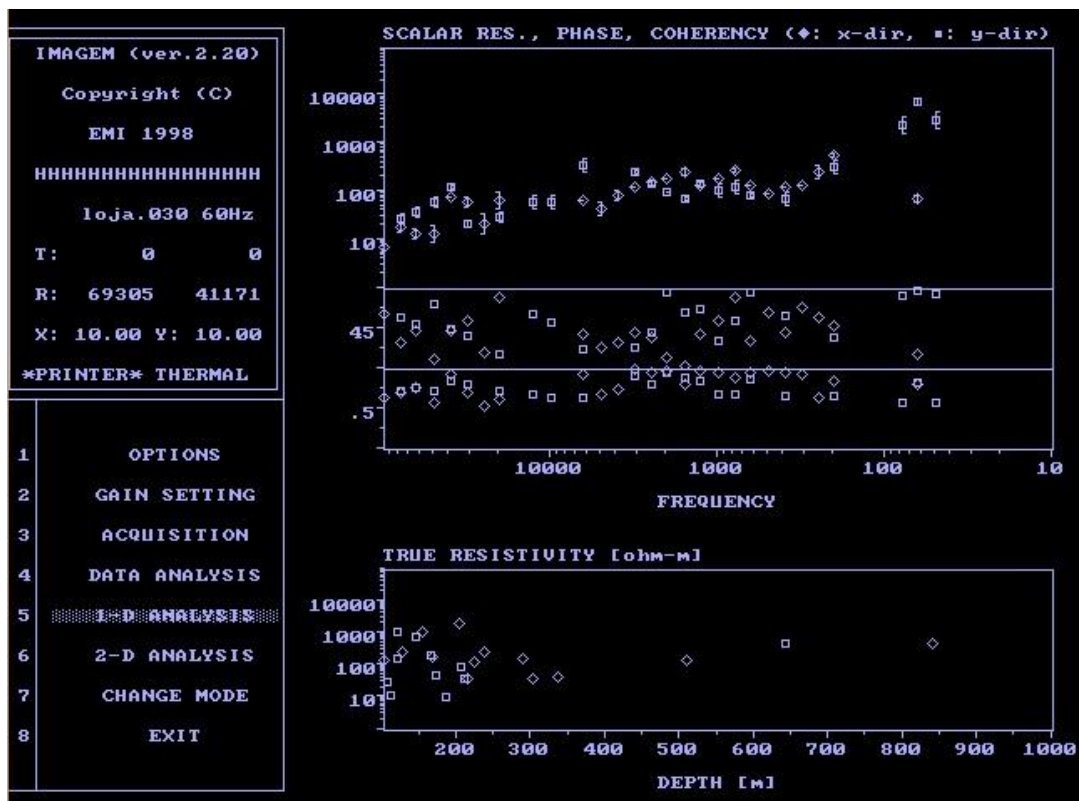 IMAGEM (ver.2.20)
Copyright (C)
EMI 1998
HHHHHHHHHHHHHHHHHH
loja.030 60Hz
T: 0 0
R: 69305 41171
X: 10.00 Y: 10.00
*PRINTER* THERMAL
1 OPTIONS
2 GAIN SETTING
3 ACQUISITION
4 DATA ANALYSIS
5 1-D ANALYSIS
6 2-D ANALYSIS
7 CHANGE MODE
8 EXIT
SCALAR RES., PHASE, COHERENCY (◆: x-dir, ▪: y-dir)
10000
1000
100
10
45
.5
10000 1000 100 10
FREQUENCY
TRUE RESISTIVITY [ohm-m]
10000
1000
100
10
200 300 400 500 600 700 800 900 1000
DEPTH [m]